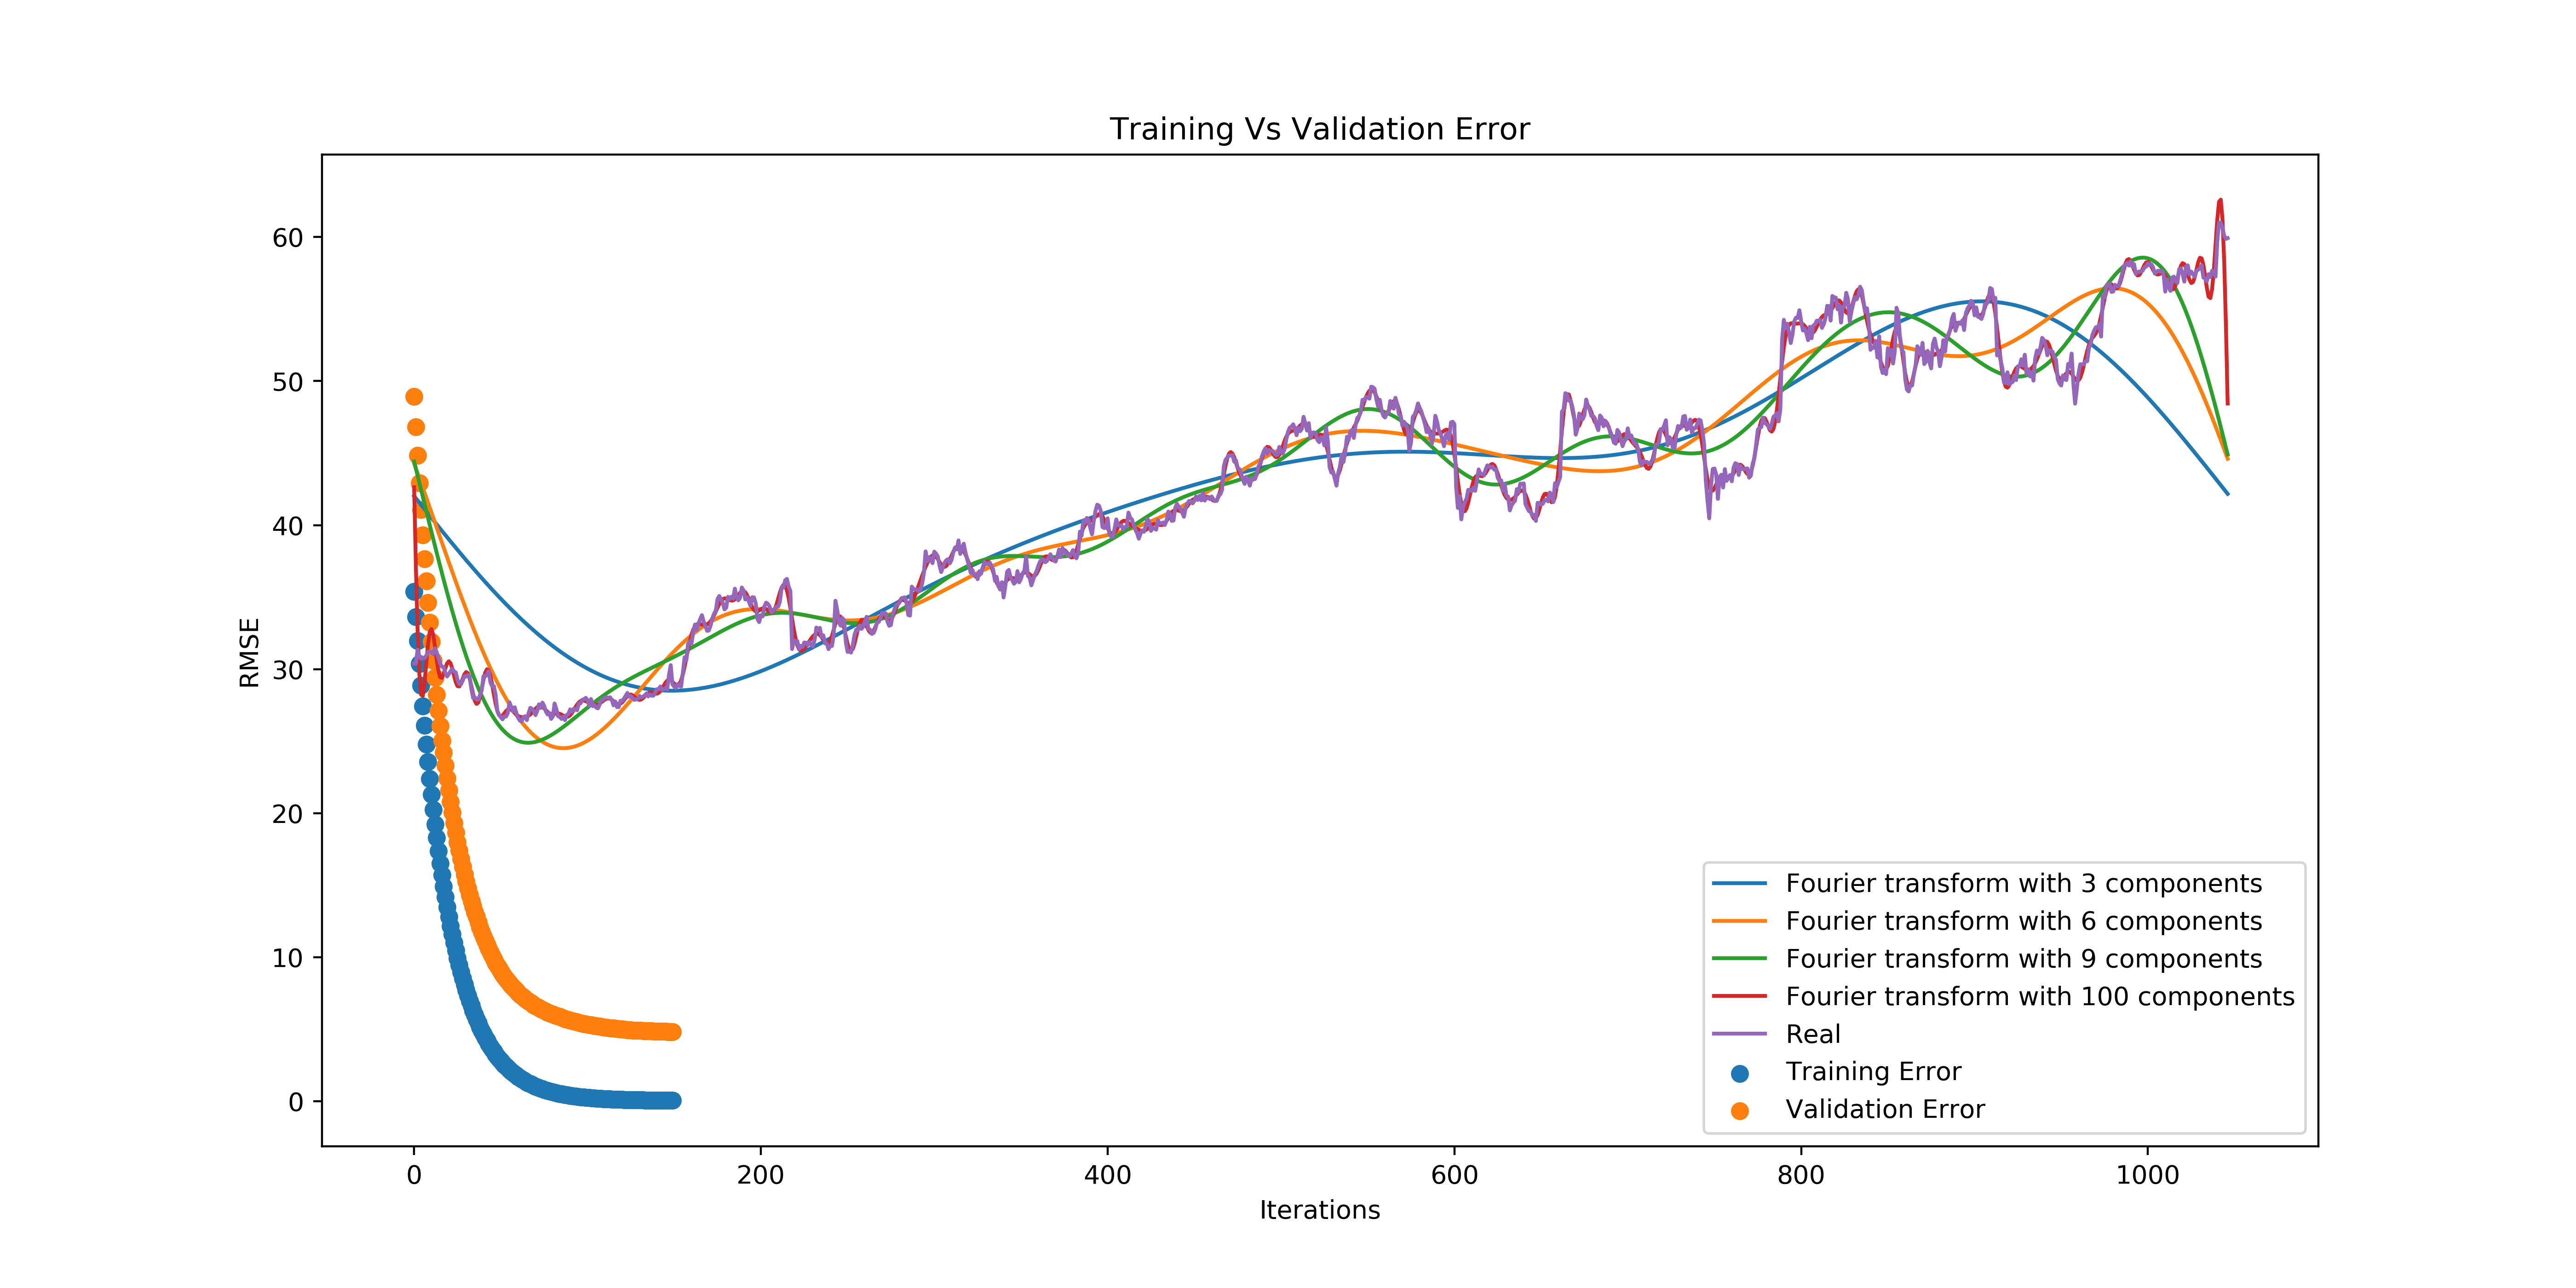 Training Vs Validation Error
RMSE
60
50
40
30
20
10
0
0 200 400 600 800 1000
Iterations
Fourier transform with 3 components
Fourier transform with 6 components
Fourier transform with 9 components
Fourier transform with 100 components
Real
Training Error
Validation Error